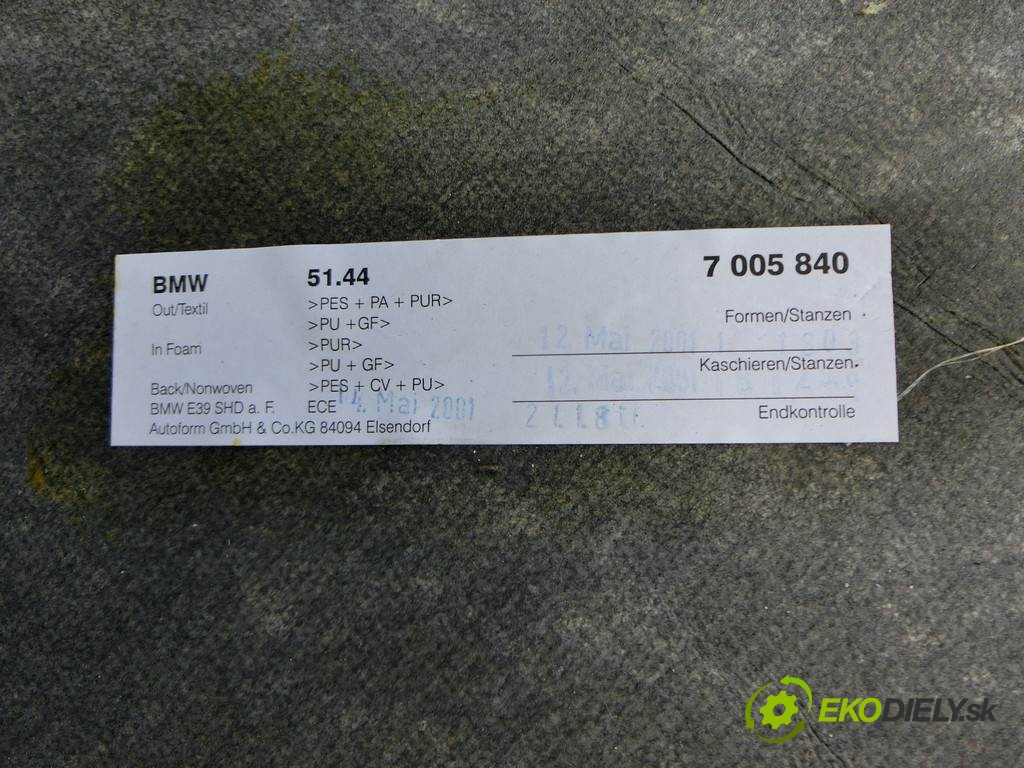 BMW 51.44 7 005 840
Out/Textil >PES + PA + PUR>
>PU +GF> Formen/Stanzen
12. Mai 2001
In Foam >PUR>
>PU + GF> Kaschieren/Stanzen
12. Mai 2001
Back/Nonwoven >PES + CV + PU>
BMW E39 SHD a. F. ECE 14. Mai 2001 Endkontrolle
Autoform GmbH & Co.KG 84094 Elsendorf
EKODIELY.sk